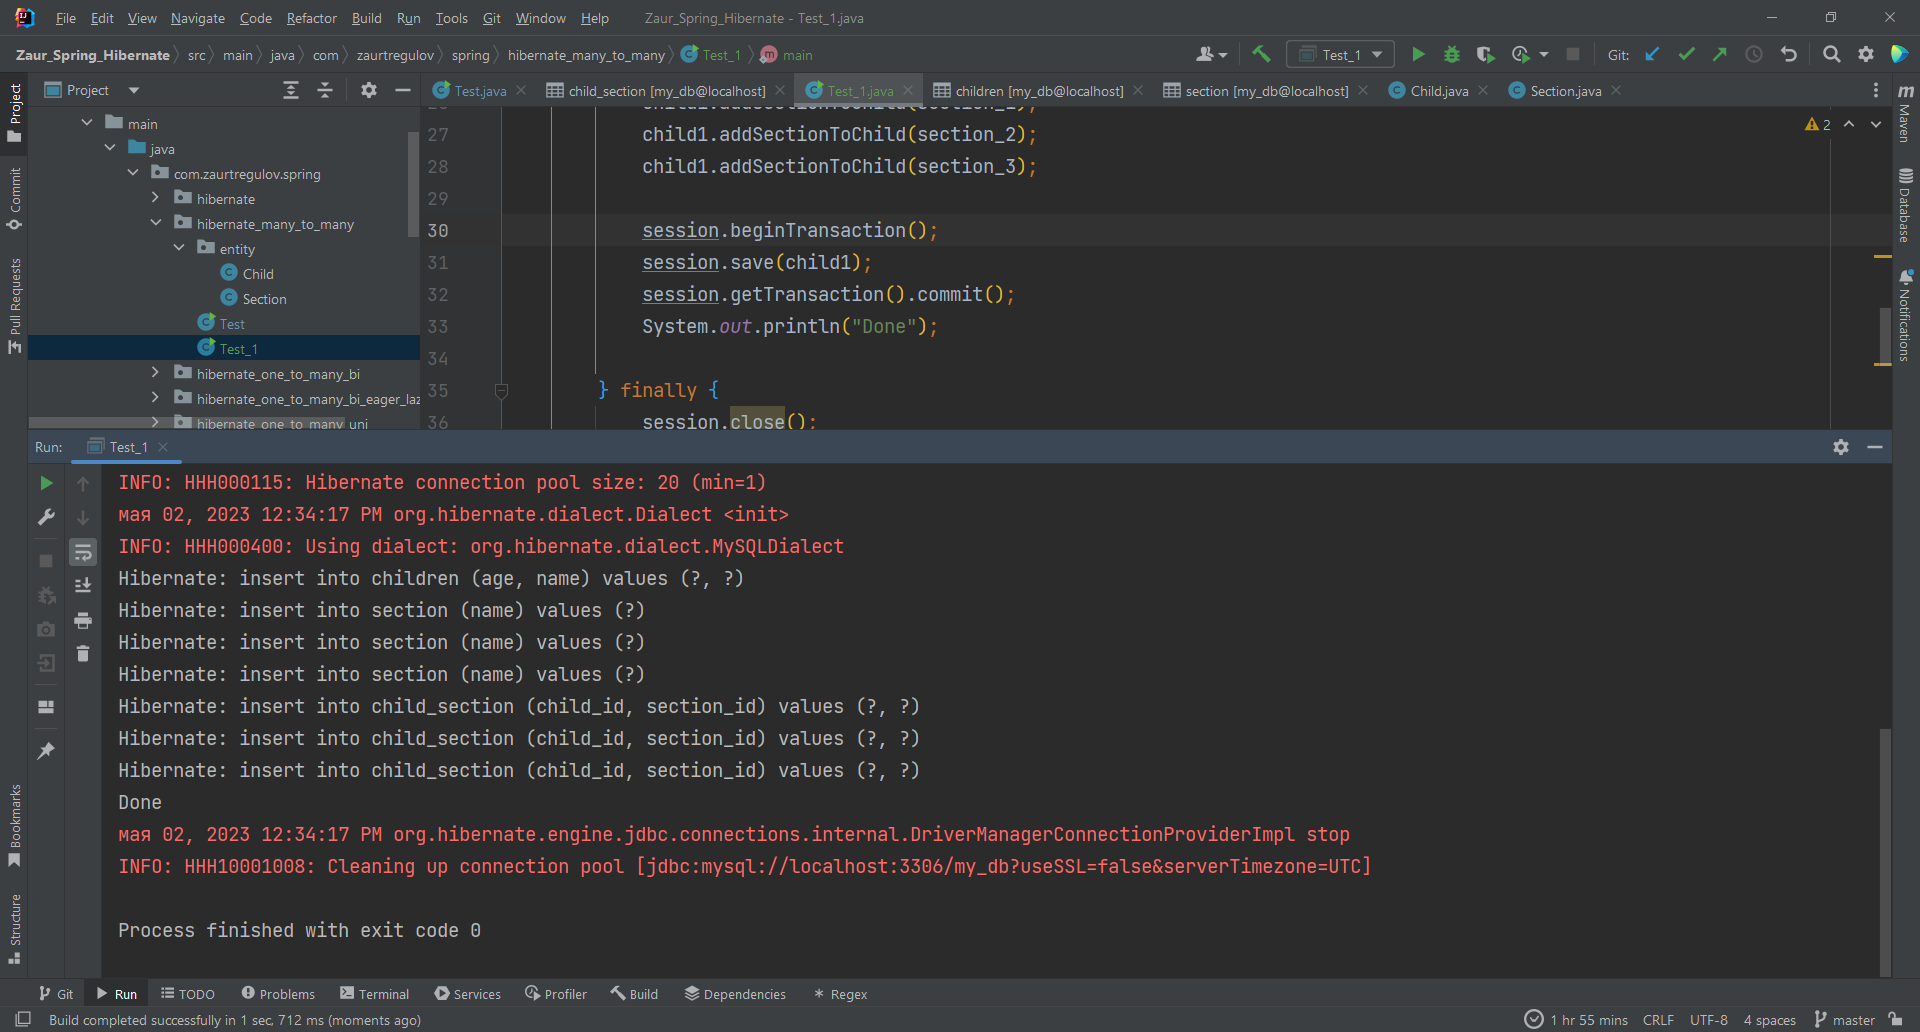 File Edit View Navigate Code Refactor Build Run Tools Git Window Help Zaur_Spring_Hibernate - Test_1.java
Zaur_Spring_Hibernate src main java com zaurtregulov spring hibernate_many_to_many Test_1 main Test_1 Git:
Project
Test.java child_section [my_db@localhost] Test_1.java children [my_db@localhost] section [my_db@localhost] Child.java Section.java
main
java
com.zaurtregulov.spring
hibernate
hibernate_many_to_many
entity
Child
Section
Test
Test_1
hibernate_one_to_many_bi
hibernate_one_to_many_bi_eager_laz
hibernate_one_to_many_uni
27 child1.addSectionToChild(section_2);
28 child1.addSectionToChild(section_3);
29
30 session.beginTransaction();
31 session.save(child1);
32 session.getTransaction().commit();
33 System.out.println("Done");
34
35 } finally {
36 session.close();
2
Project
Commit
Pull Requests
Bookmarks
Structure
Maven
Database
Notifications
Run: Test_1
INFO: HHH000115: Hibernate connection pool size: 20 (min=1)
мая 02, 2023 12:34:17 PM org.hibernate.dialect.Dialect <init>
INFO: HHH000400: Using dialect: org.hibernate.dialect.MySQLDialect
Hibernate: insert into children (age, name) values (?, ?)
Hibernate: insert into section (name) values (?)
Hibernate: insert into section (name) values (?)
Hibernate: insert into section (name) values (?)
Hibernate: insert into child_section (child_id, section_id) values (?, ?)
Hibernate: insert into child_section (child_id, section_id) values (?, ?)
Hibernate: insert into child_section (child_id, section_id) values (?, ?)
Done
мая 02, 2023 12:34:17 PM org.hibernate.engine.jdbc.connections.internal.DriverManagerConnectionProviderImpl stop
INFO: HHH10001008: Cleaning up connection pool [jdbc:mysql://localhost:3306/my_db?useSSL=false&serverTimezone=UTC]
Process finished with exit code 0
Git Run TODO Problems Terminal Services Profiler Build Dependencies Regex
Build completed successfully in 1 sec, 712 ms (moments ago) 1 hr 55 mins CRLF UTF-8 4 spaces master